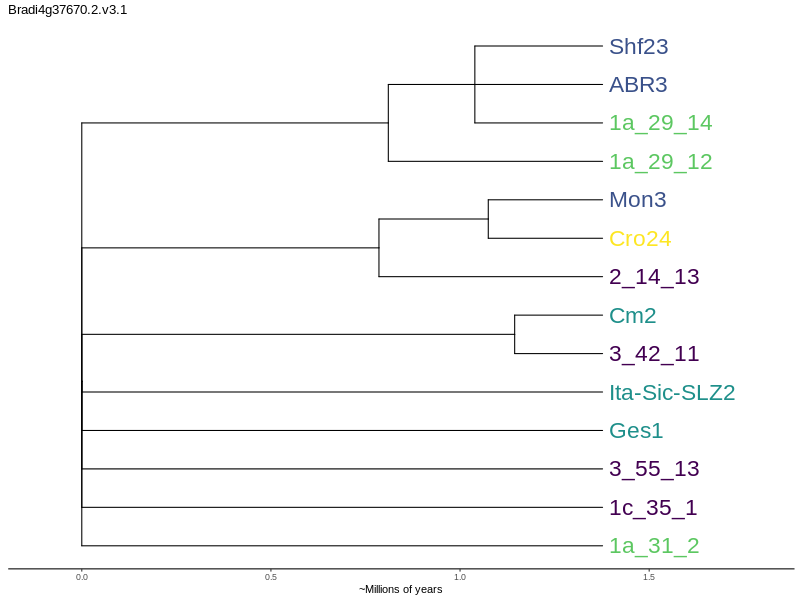 Bradi4g37670.2.v3.1
Shf23
ABR3
1a_29_14
1a_29_12
Mon3
Cro24
2_14_13
Cm2
3_42_11
Ita-Sic-SLZ2
Ges1
3_55_13
1c_35_1
1a_31_2
0.0 0.5 1.0 1.5
~Millions of years